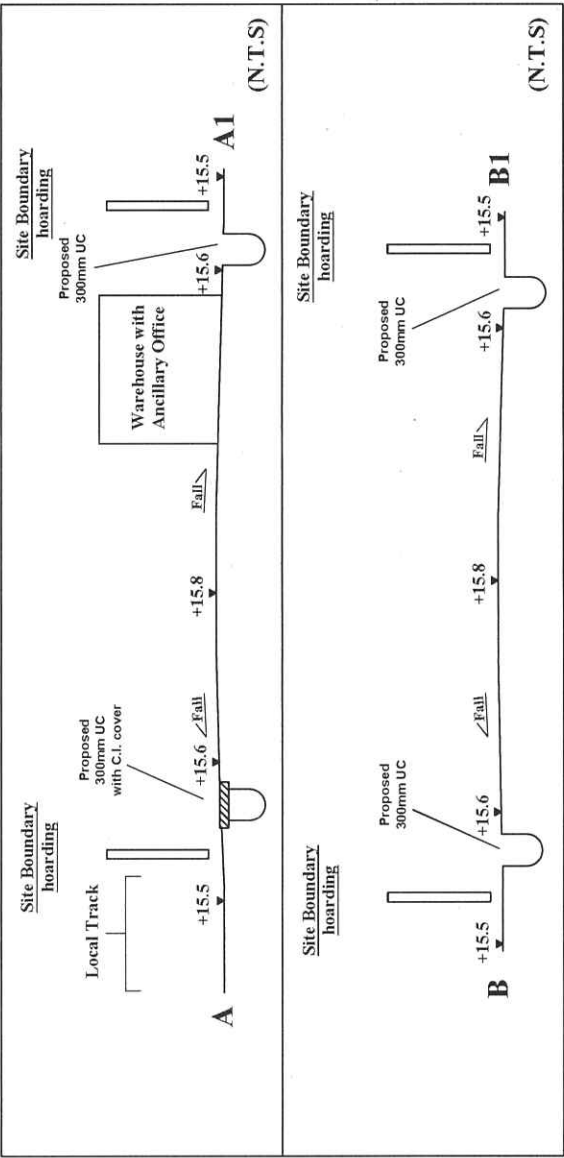 Site Boundary
hoarding
Local Track
A
+15.5
Proposed
300mm UC
with C.I. cover
+15.6
Fall
+15.8
Fall
Warehouse with
Ancillary Office
Proposed
300mm UC
+15.6
Site Boundary
hoarding
+15.5
A1
(N.T.S)
Site Boundary
hoarding
B
+15.5
Proposed
300mm UC
+15.6
Fall
+15.8
Fall
Proposed
300mm UC
+15.6
Site Boundary
hoarding
+15.5
B1
(N.T.S)